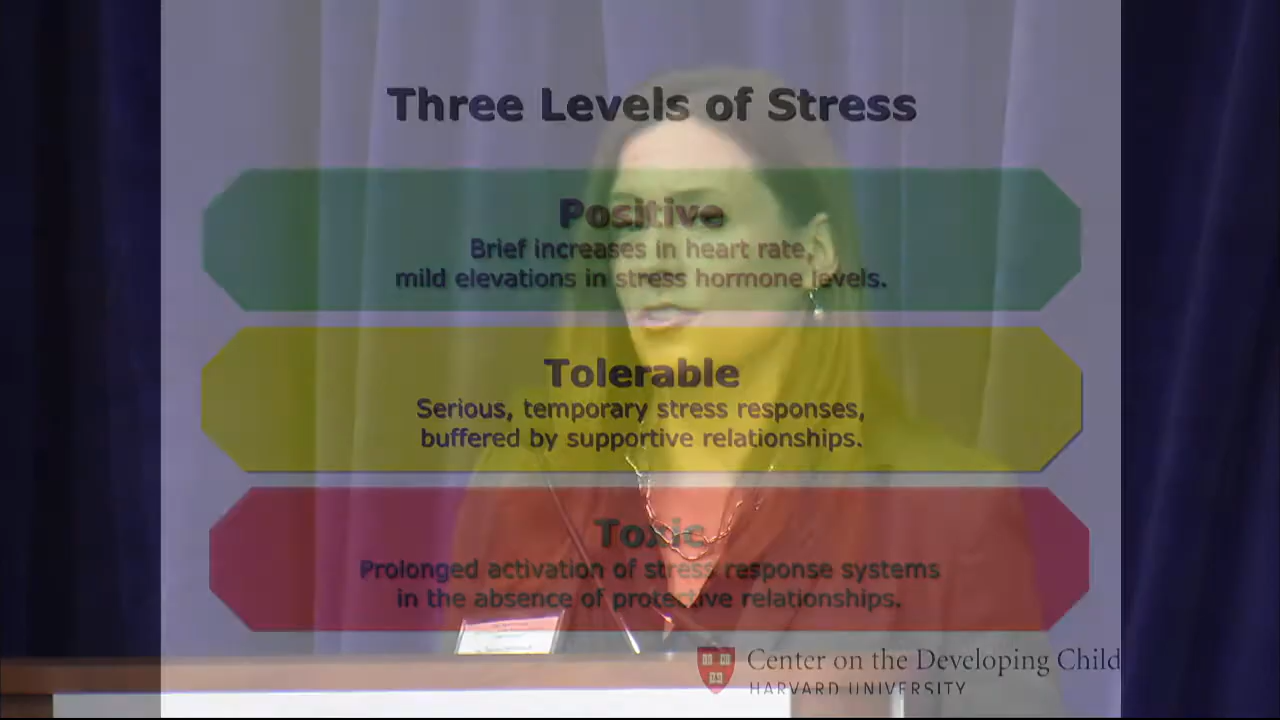 Three Levels of Stress
Positive
Brief increases in heart rate,
mild elevations in stress hormone levels.
Tolerable
Serious, temporary stress responses,
buffered by supportive relationships.
Toxic
Prolonged activation of stress response systems
in the absence of protective relationships.
Center on the Developing Child
HARVARD UNIVERSITY